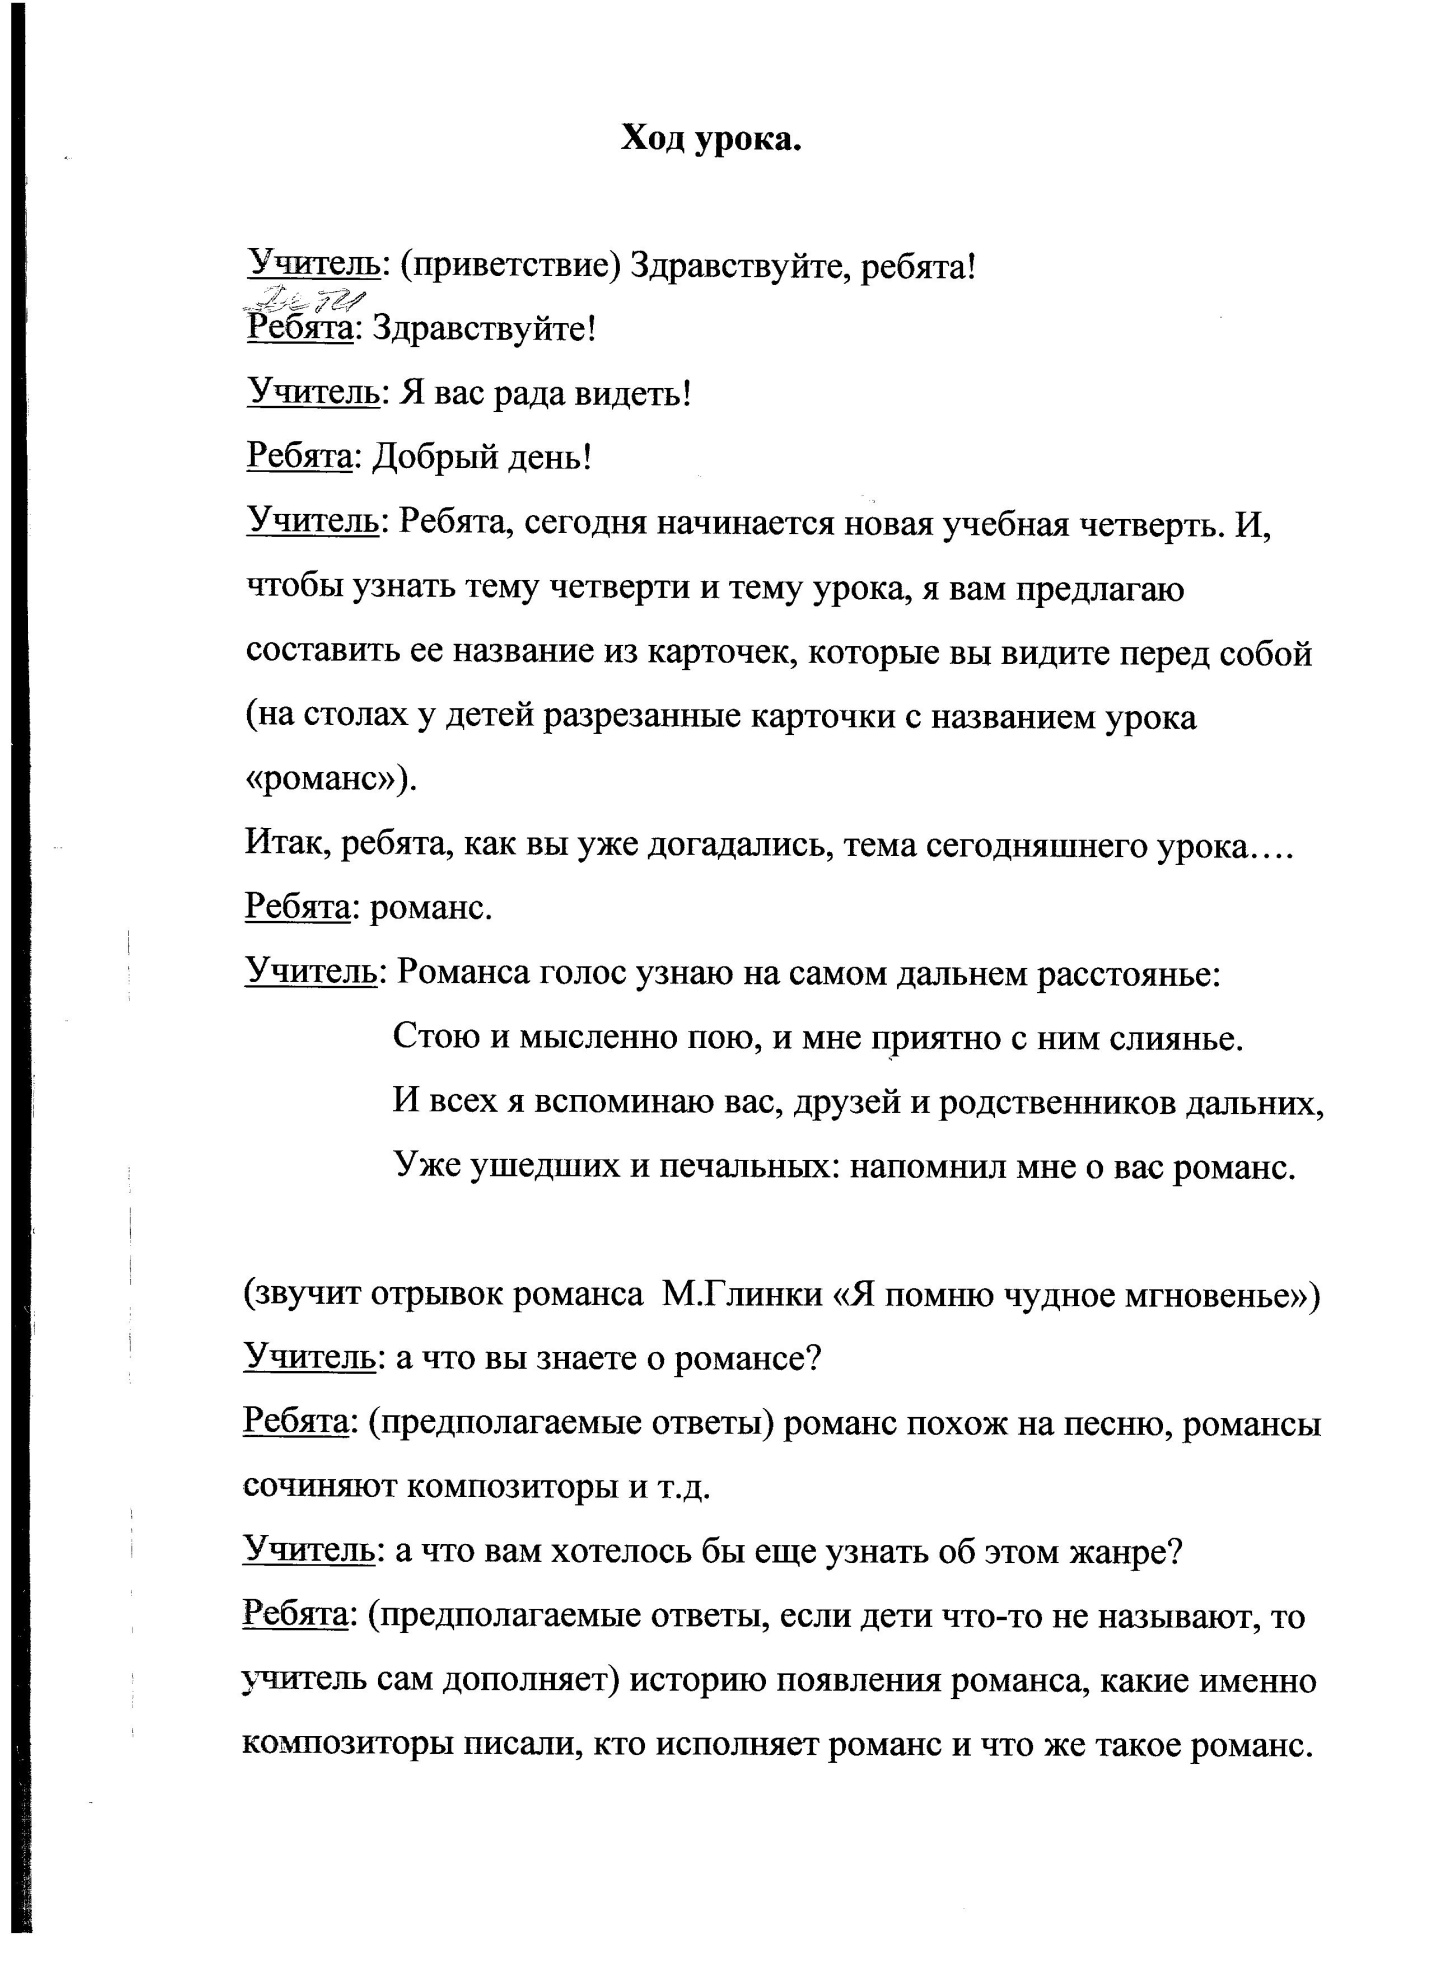 Ход урока.
Учитель: (приветствие) Здравствуйте, ребята!
Дети
Ребята: Здравствуйте!
Учитель: Я вас рада видеть!
Ребята: Добрый день!
Учитель: Ребята, сегодня начинается новая учебная четверть. И,
чтобы узнать тему четверти и тему урока, я вам предлагаю
составить ее название из карточек, которые вы видите перед собой
(на столах у детей разрезанные карточки с названием урока
«романс»).
Итак, ребята, как вы уже догадались, тема сегодняшнего урока….
Ребята: романс.
Учитель: Романса голос узнаю на самом дальнем расстоянье:
Стою и мысленно пою, и мне приятно с ним слиянье.
И всех я вспоминаю вас, друзей и родственников дальних,
Уже ушедших и печальных: напомнил мне о вас романс.
(звучит отрывок романса М.Глинки «Я помню чудное мгновенье»)
Учитель: а что вы знаете о романсе?
Ребята: (предполагаемые ответы) романс похож на песню, романсы
сочиняют композиторы и т.д.
Учитель: а что вам хотелось бы еще узнать об этом жанре?
Ребята: (предполагаемые ответы, если дети что-то не называют, то
учитель сам дополняет) историю появления романса, какие именно
композиторы писали, кто исполняет романс и что же такое романс.